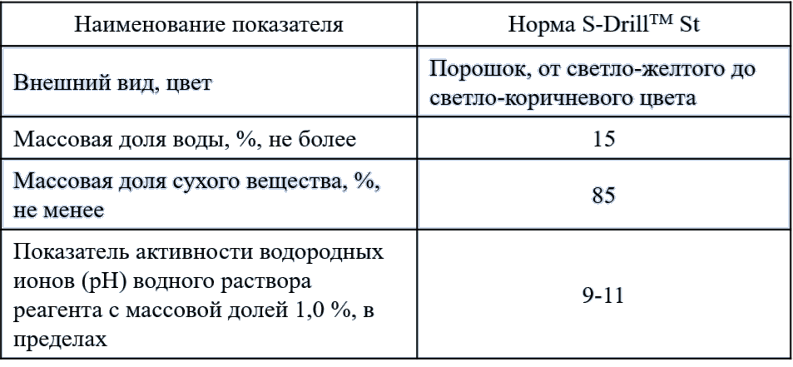 Наименование показателя
Норма S-Drill™ St
Внешний вид, цвет
Порошок, от светло-желтого до
светло-коричневого цвета
Массовая доля воды, %, не более
15
Массовая доля сухого вещества, %,
не менее
85
Показатель активности водородных
ионов (pH) водного раствора
реагента с массовой долей 1,0 %, в
пределах
9-11